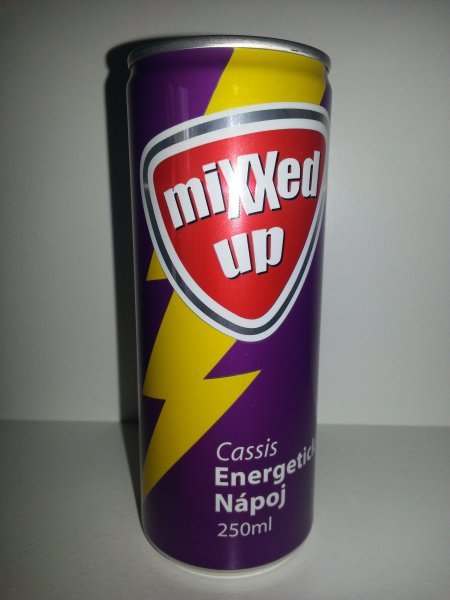 miXXed
up
Cassis
Energetick
Nápoj
250ml